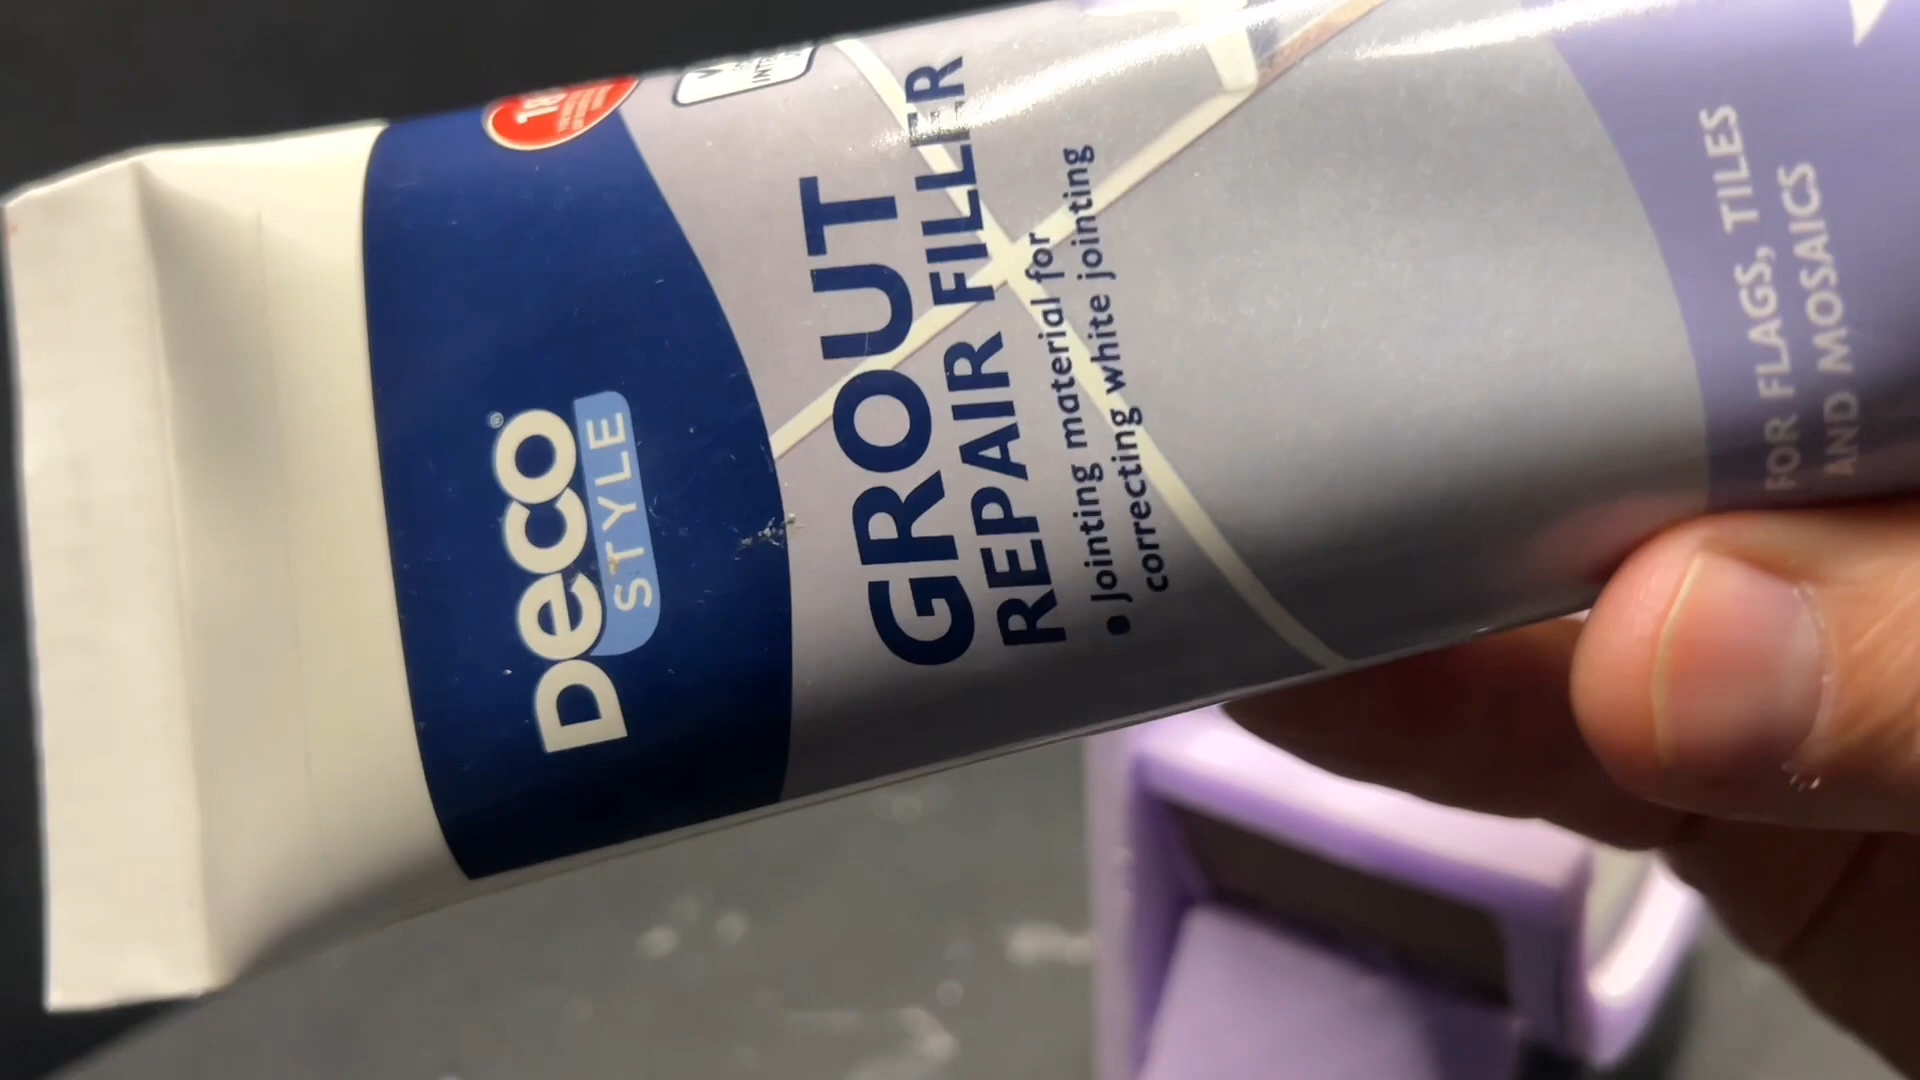 Deco®
STYLE
GROUT
REPAIR FILLER
• Jointing material for
correcting white jointing
FOR FLAGS, TILES
AND MOSAICS